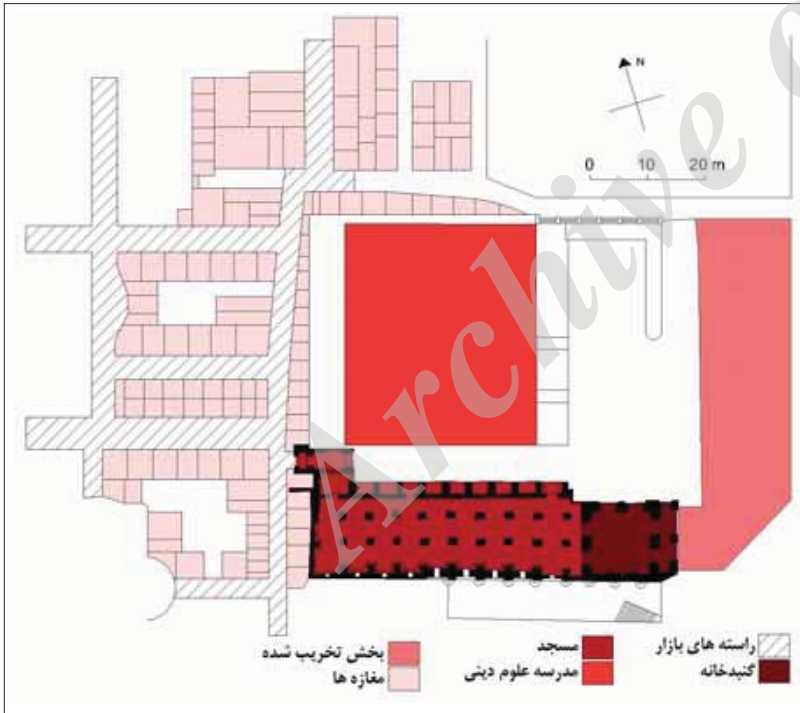 Archive o
N
0 10 20 m
راسته های بازار
گنبدخانه
مسجد
مدرسه علوم دینی
بخش تخریب شده
مغازه ها